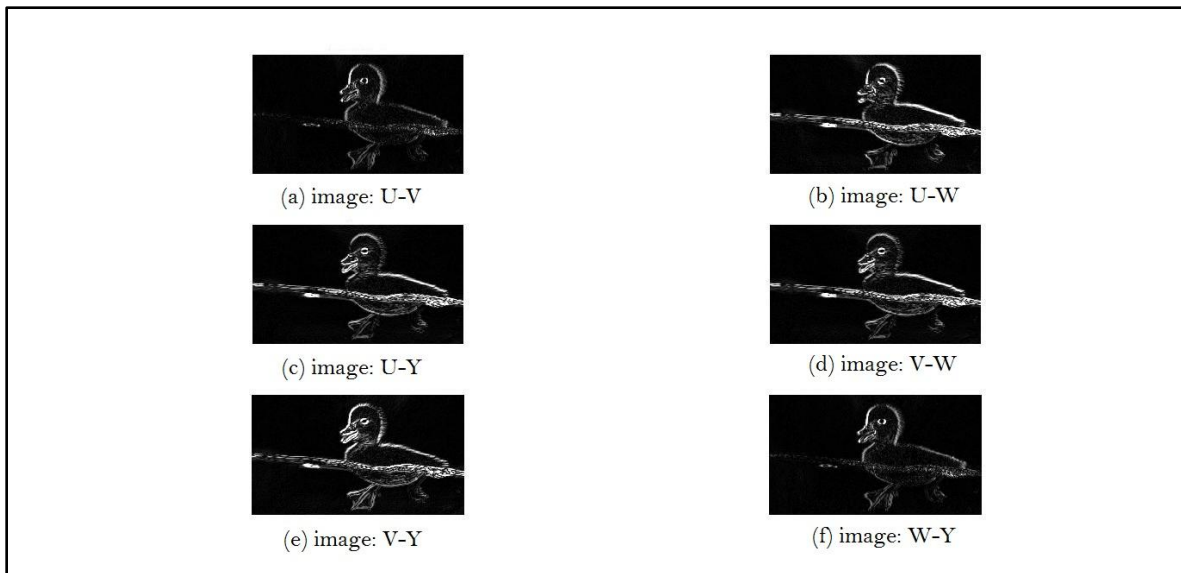 (a) image: U-V
(b) image: U-W
(c) image: U-Y
(d) image: V-W
(e) image: V-Y
(f) image: W-Y